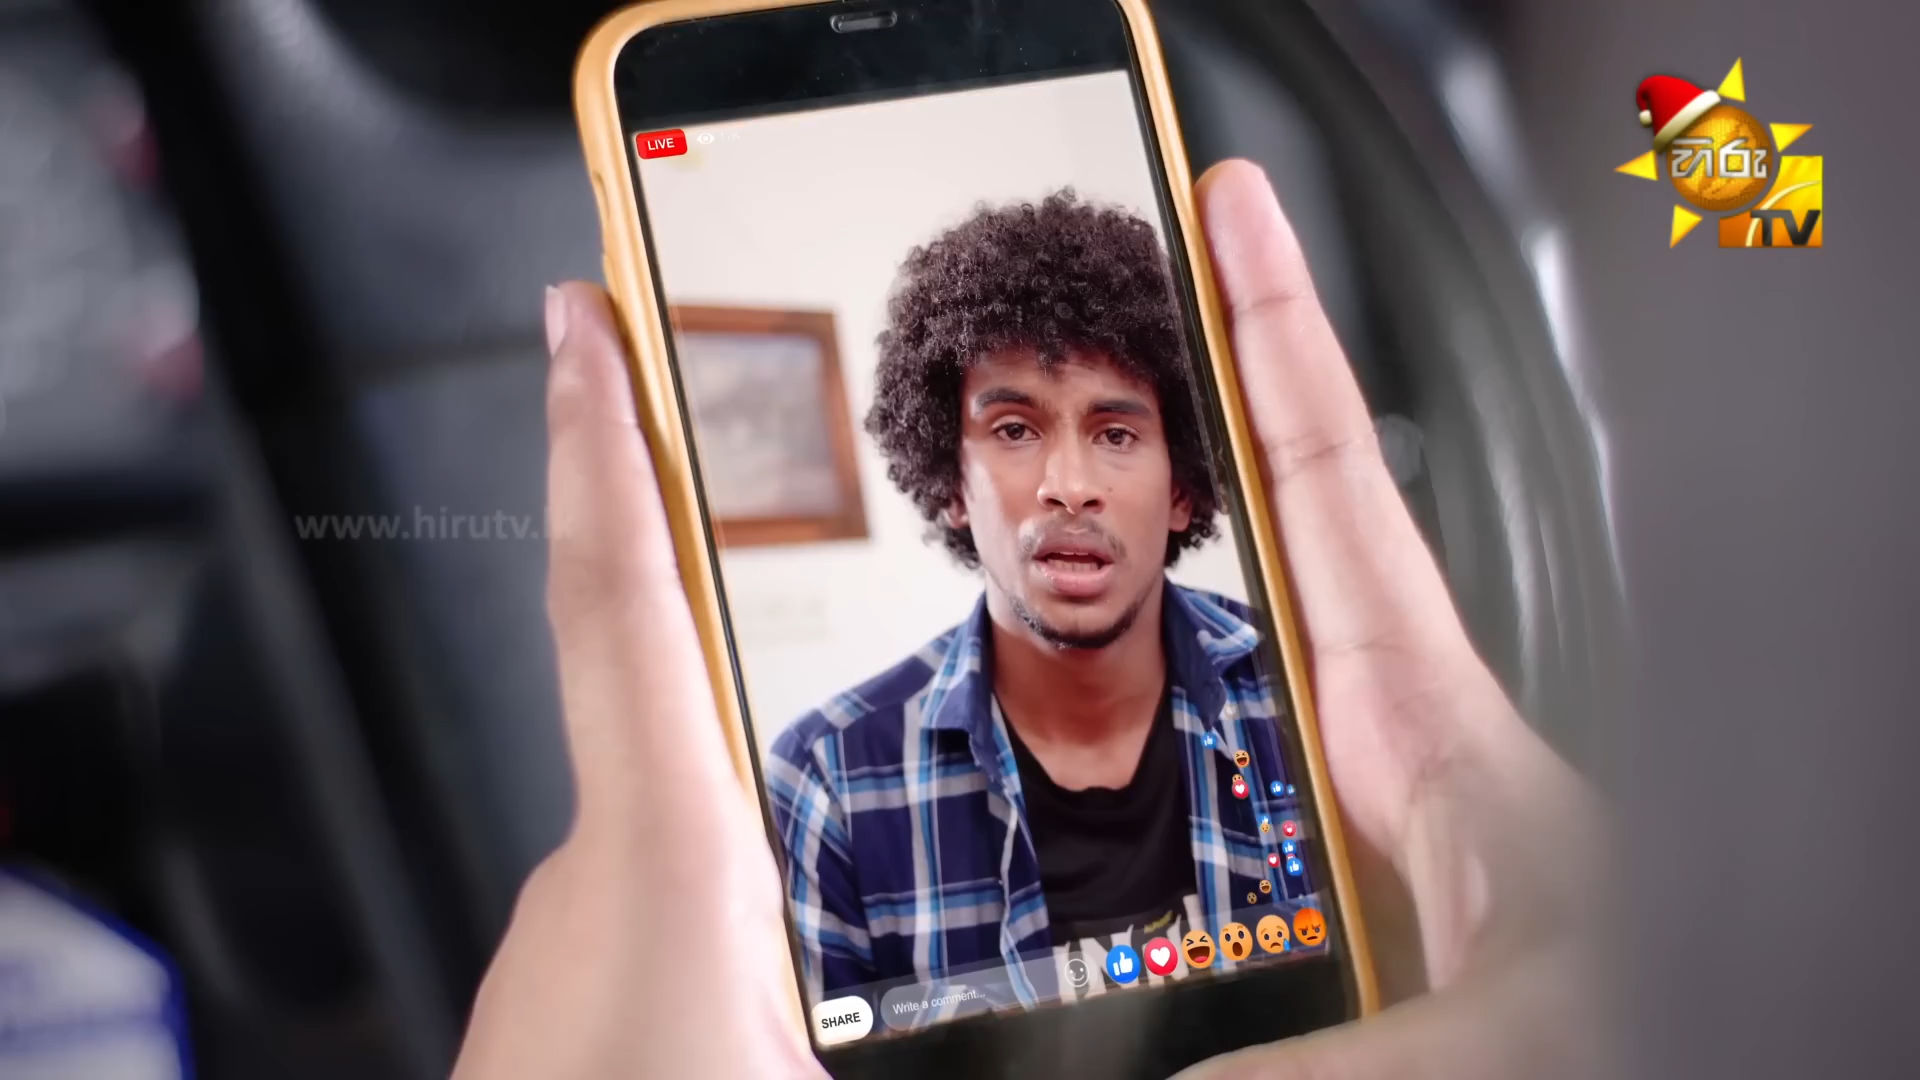 LIVE
හිරු
TV
www.hirutv.lk
Write a comment...
SHARE